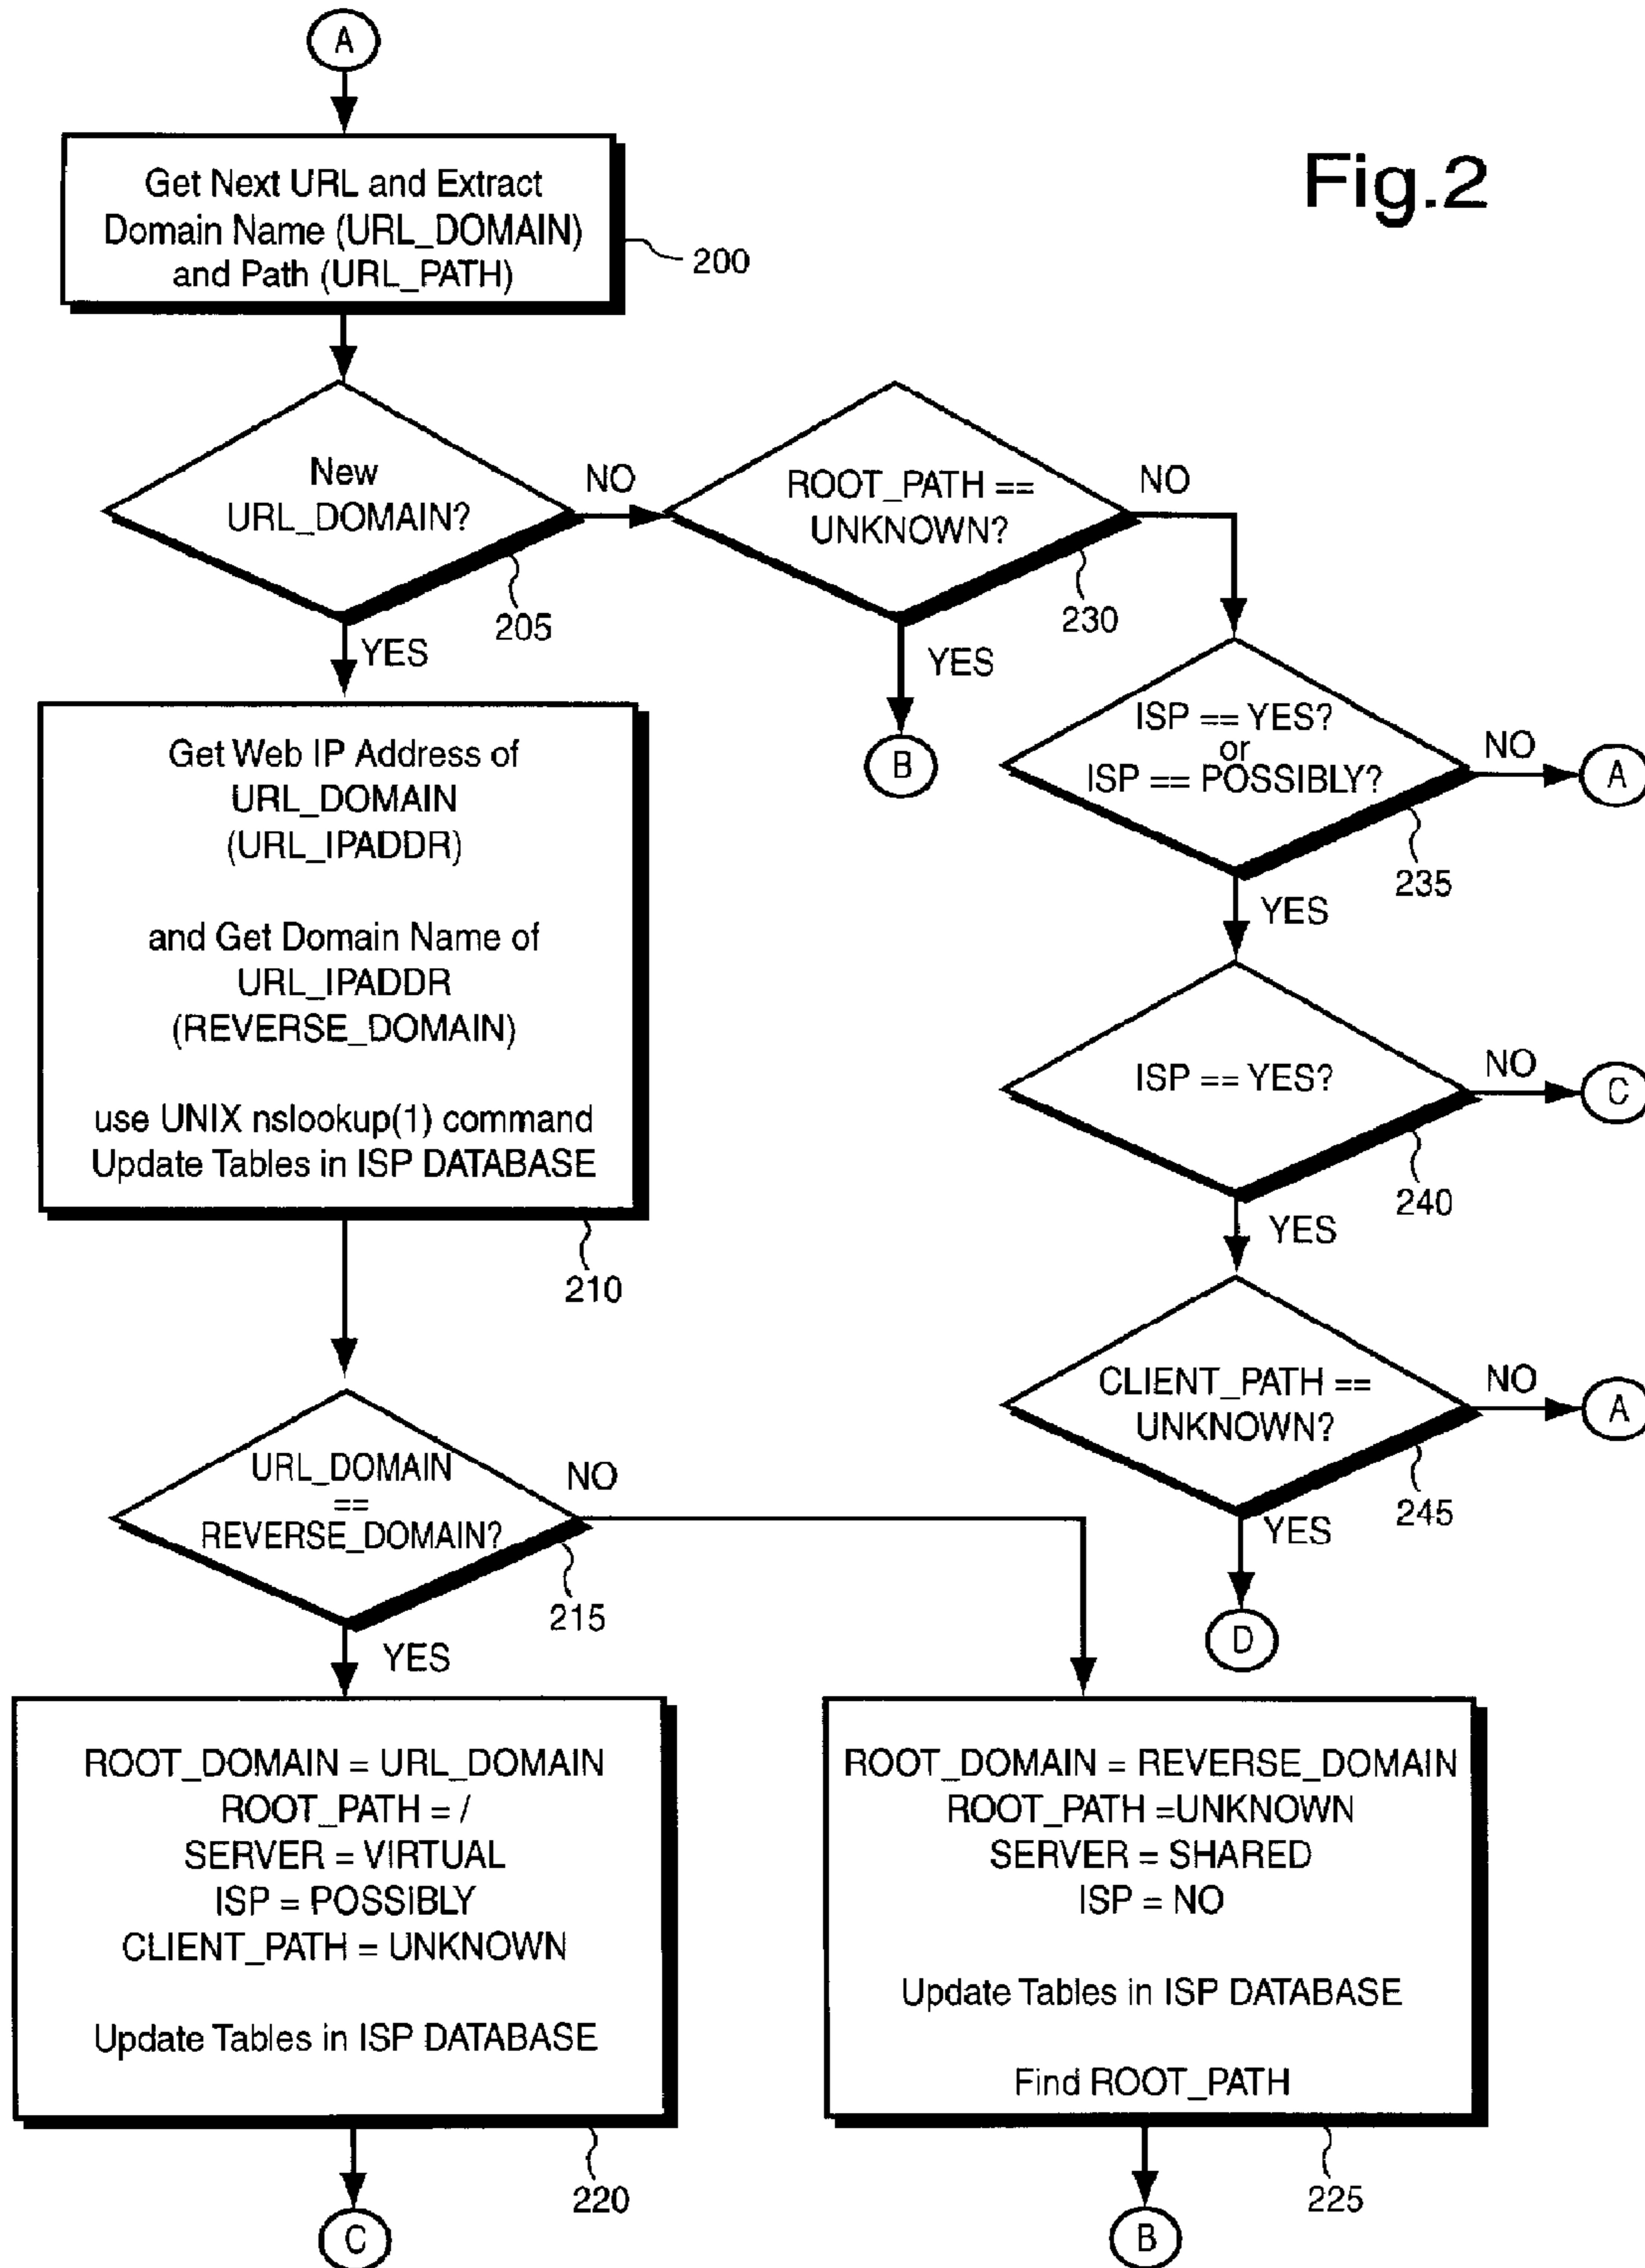 A
Fig.2
Get Next URL and Extract
Domain Name (URL_DOMAIN)
and Path (URL_PATH)
200
New
URL_DOMAIN?
NO
205
YES
ROOT_PATH ==
UNKNOWN?
NO
230
YES
B
ISP == YES?
or
ISP == POSSIBLY?
NO
A
235
YES
Get Web IP Address of
URL_DOMAIN
(URL_IPADDR)
and Get Domain Name of
URL_IPADDR
(REVERSE_DOMAIN)
use UNIX nslookup(1) command
Update Tables in ISP DATABASE
210
ISP == YES?
NO
C
240
YES
CLIENT_PATH ==
UNKNOWN?
NO
A
245
YES
D
URL_DOMAIN
==
REVERSE_DOMAIN?
NO
215
YES
ROOT_DOMAIN = URL_DOMAIN
ROOT_PATH = /
SERVER = VIRTUAL
ISP = POSSIBLY
CLIENT_PATH = UNKNOWN
Update Tables in ISP DATABASE
220
C
ROOT_DOMAIN = REVERSE_DOMAIN
ROOT_PATH =UNKNOWN
SERVER = SHARED
ISP = NO
Update Tables in ISP DATABASE
Find ROOT_PATH
225
B